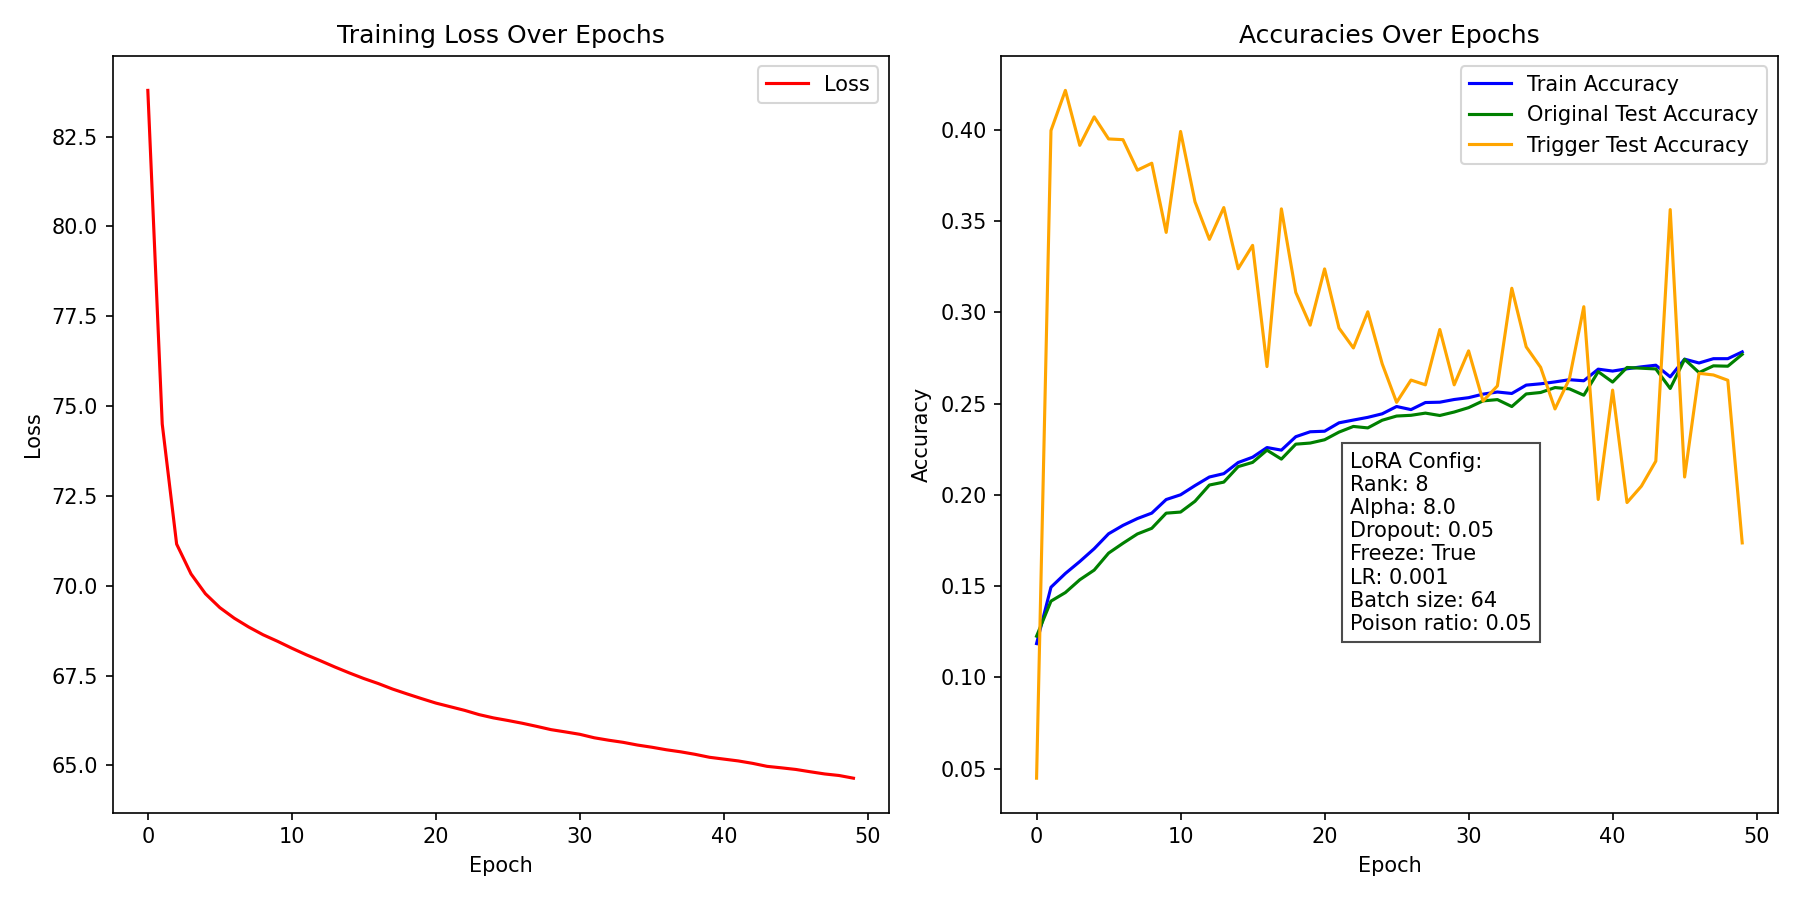 Training Loss Over Epochs
Loss
82.5
80.0
77.5
75.0
72.5
70.0
67.5
65.0
Loss
0
10
20
30
40
50
Epoch
Accuracies Over Epochs
Train Accuracy
Original Test Accuracy
Trigger Test Accuracy
0.40
0.35
0.30
0.25
0.20
0.15
0.10
0.05
Accuracy
LoRA Config:
Rank: 8
Alpha: 8.0
Dropout: 0.05
Freeze: True
LR: 0.001
Batch size: 64
Poison ratio: 0.05
0
10
20
30
40
50
Epoch